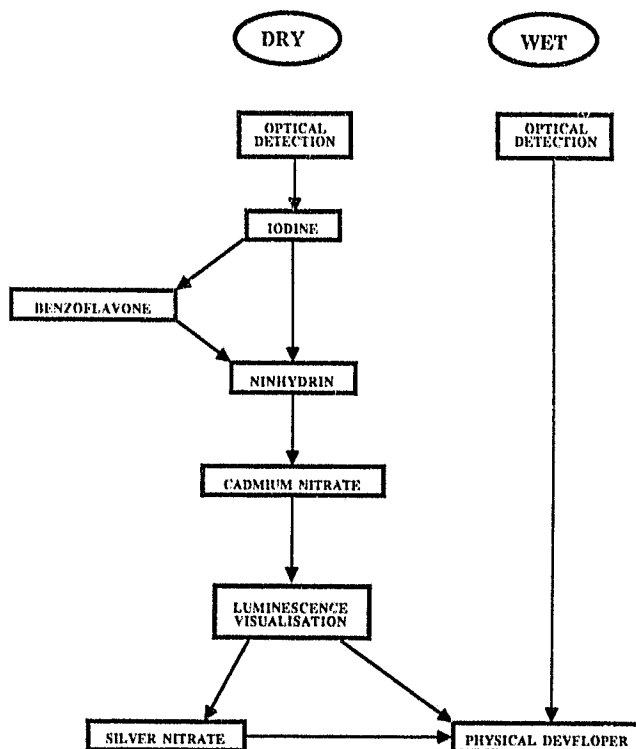 DRY
WET
OPTICAL
DETECTION
OPTICAL
DETECTION
IODINE
BENZOFLAVONE
NINHYDRIN
CADMIUM NITRATE
LUMINESCENCE
VISUALISATION
SILVER NITRATE
PHYSICAL DEVELOPER